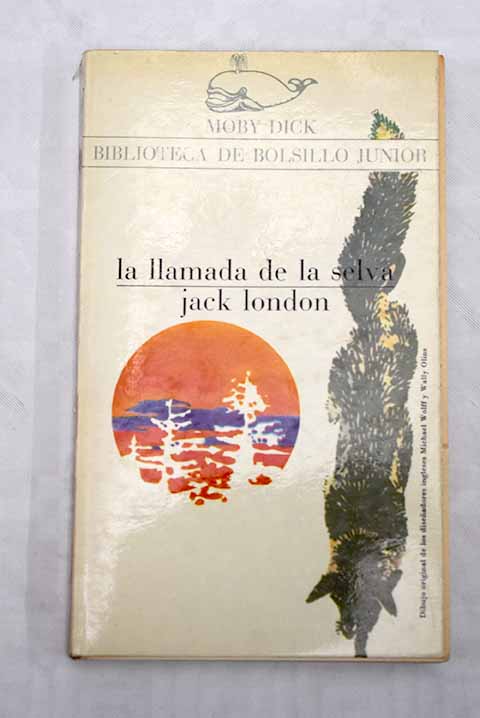 MOBY DICK
BIBLIOTECA DE BOLSILLO JUNIOR
la llamada de la selva
jack london
Dibujo original de los diseñadores ingleses Michael Wolff y Wally Olins